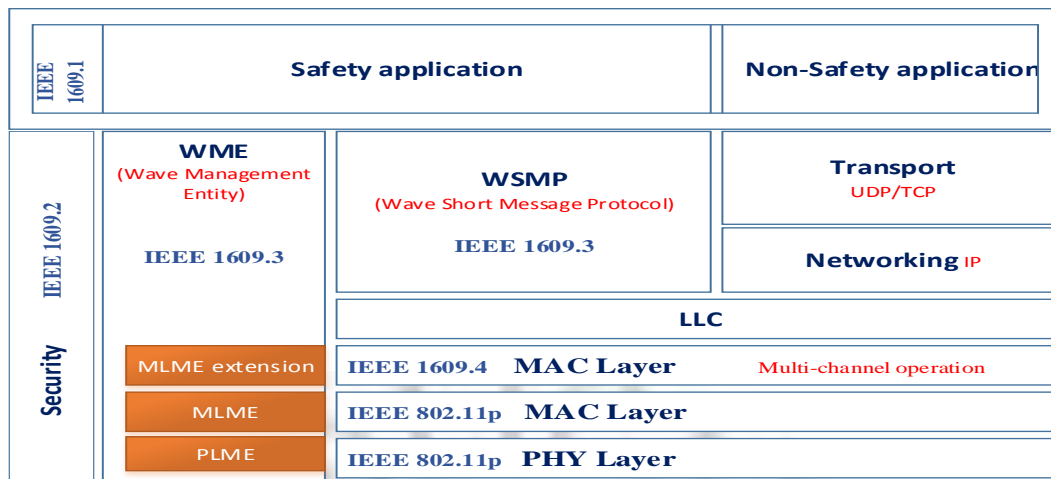 IEEE
1609.1
Safety application
Non-Safety application
IEEE 1609.2
Security
WME
(Wave Management
Entity)
IEEE 1609.3
WSMP
(Wave Short Message Protocol)
IEEE 1609.3
Transport
UDP/TCP
Networking IP
LLC
MLME extension
IEEE 1609.4 MAC Layer Multi-channel operation
MLME
IEEE 802.11p MAC Layer
PLME
IEEE 802.11p PHY Layer